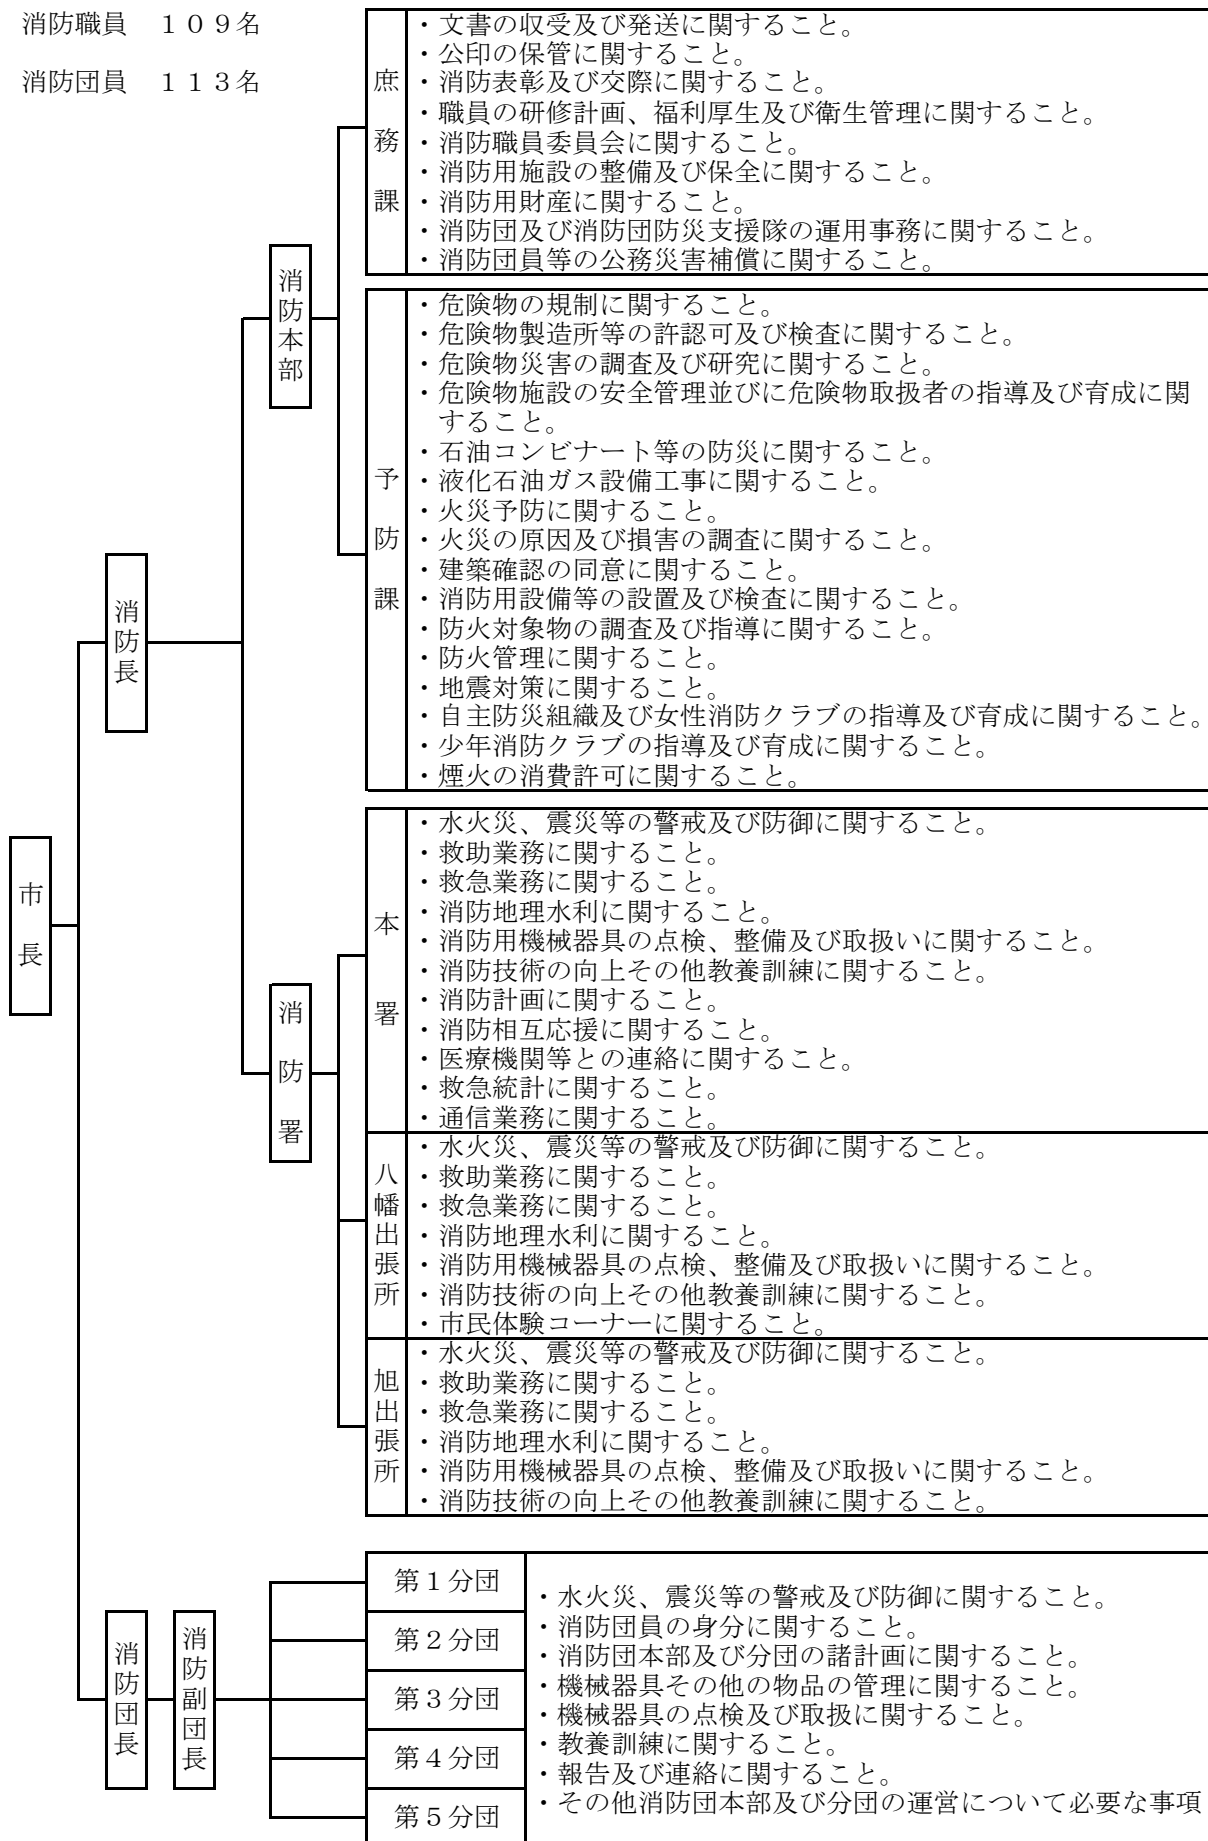 消防職員　１０９名
消防団員　１１３名
市長
消防長
消防本部
庶務課
・文書の収受及び発送に関すること。
・公印の保管に関すること。
・消防表彰及び交際に関すること。
・職員の研修計画、福利厚生及び衛生管理に関すること。
・消防職員委員会に関すること。
・消防用施設の整備及び保全に関すること。
・消防用財産に関すること。
・消防団及び消防団防災支援隊の運用事務に関すること。
・消防団員等の公務災害補償に関すること。
予防課
・危険物の規制に関すること。
・危険物製造所等の許認可及び検査に関すること。
・危険物災害の調査及び研究に関すること。
・危険物施設の安全管理並びに危険物取扱者の指導及び育成に関
すること。
・石油コンビナート等の防災に関すること。
・液化石油ガス設備工事に関すること。
・火災予防に関すること。
・火災の原因及び損害の調査に関すること。
・建築確認の同意に関すること。
・消防用設備等の設置及び検査に関すること。
・防火対象物の調査及び指導に関すること。
・防火管理に関すること。
・地震対策に関すること。
・自主防災組織及び女性消防クラブの指導及び育成に関すること。
・少年消防クラブの指導及び育成に関すること。
・煙火の消費許可に関すること。
消防署
本署
・水火災、震災等の警戒及び防御に関すること。
・救助業務に関すること。
・救急業務に関すること。
・消防地理水利に関すること。
・消防用機械器具の点検、整備及び取扱いに関すること。
・消防技術の向上その他教養訓練に関すること。
・消防計画に関すること。
・消防相互応援に関すること。
・医療機関等との連絡に関すること。
・救急統計に関すること。
・通信業務に関すること。
八幡出張所
・水火災、震災等の警戒及び防御に関すること。
・救助業務に関すること。
・救急業務に関すること。
・消防地理水利に関すること。
・消防用機械器具の点検、整備及び取扱いに関すること。
・消防技術の向上その他教養訓練に関すること。
・市民体験コーナーに関すること。
旭出張所
・水火災、震災等の警戒及び防御に関すること。
・救助業務に関すること。
・救急業務に関すること。
・消防地理水利に関すること。
・消防用機械器具の点検、整備及び取扱いに関すること。
・消防技術の向上その他教養訓練に関すること。
消防団長
消防副団長
第１分団
第２分団
第３分団
第４分団
第５分団
・水火災、震災等の警戒及び防御に関すること。
・消防団員の身分に関すること。
・消防団本部及び分団の諸計画に関すること。
・機械器具その他の物品の管理に関すること。
・機械器具の点検及び取扱に関すること。
・教養訓練に関すること。
・報告及び連絡に関すること。
・その他消防団本部及び分団の運営について必要な事項